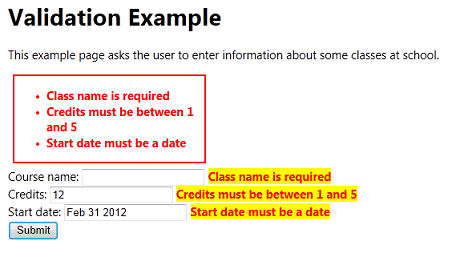 Validation Example
This example page asks the user to enter information about some classes at school.
Class name is required
Credits must be between 1
and 5
Start date must be a date
Course name: Class name is required
Credits: 12 Credits must be between 1 and 5
Start date: Feb 31 2012 Start date must be a date
Submit